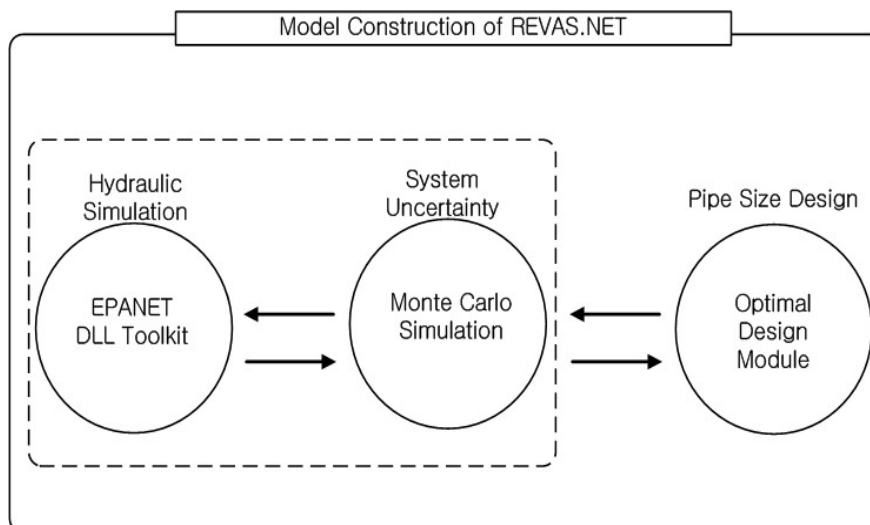 Model Construction of REVAS.NET
Hydraulic
Simulation
EPANET
DLL Toolkit
System
Uncertainty
Monte Carlo
Simulation
Pipe Size Design
Optimal
Design
Module